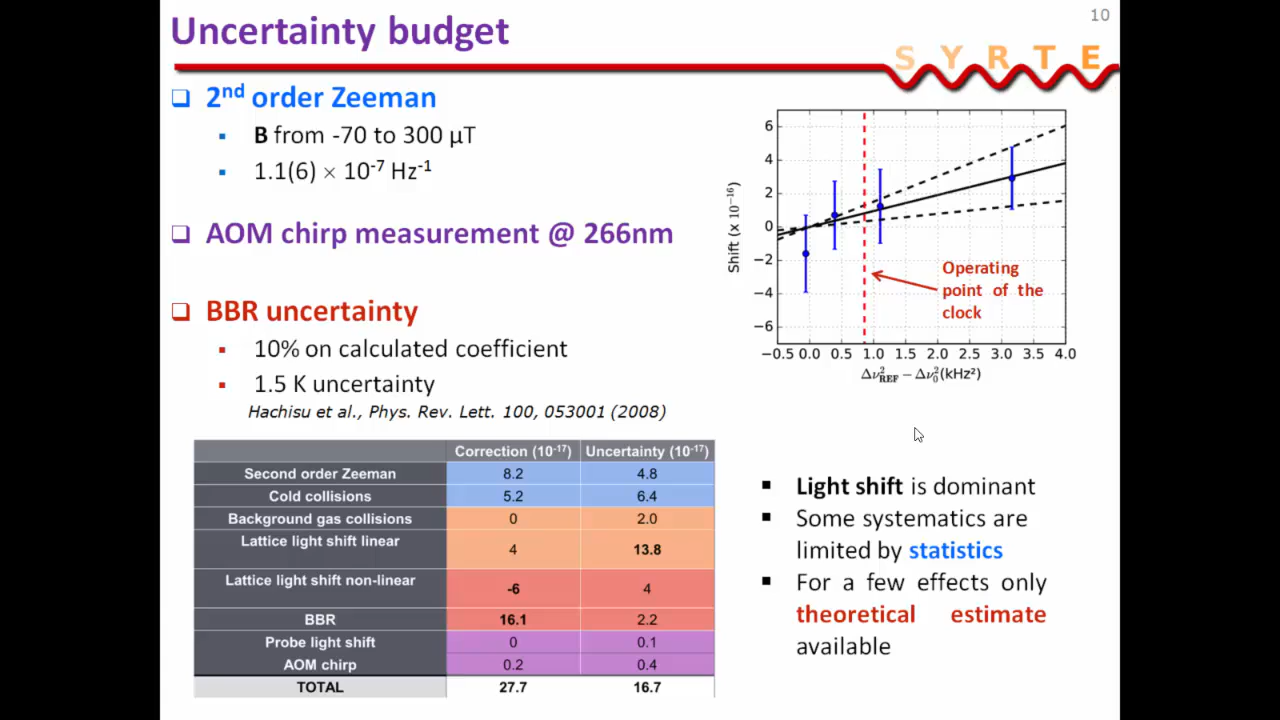 10
Uncertainty budget
S Y R T E
❑ 2nd order Zeeman
▪ B from -70 to 300 µT
▪ 1.1(6) × 10-7 Hz-1
❑ AOM chirp measurement @ 266nm
❑ BBR uncertainty
▪ 10% on calculated coefficient
▪ 1.5 K uncertainty
Hachisu et al., Phys. Rev. Lett. 100, 053001 (2008)
Shift (x 10−16)
6
4
2
0
−2
−4
−6
Operating
point of the
clock
−0.5 0.0 0.5 1.0 1.5 2.0 2.5 3.0 3.5 4.0
Δν²REF − Δν²0(kHz²)
Correction (10-17) Uncertainty (10-17)
Second order Zeeman 8.2 4.8
Cold collisions 5.2 6.4
Background gas collisions 0 2.0
Lattice light shift linear 4 13.8
Lattice light shift non-linear -6 4
BBR 16.1 2.2
Probe light shift 0 0.1
AOM chirp 0.2 0.4
TOTAL 27.7 16.7
▪ Light shift is dominant
▪ Some systematics are
limited by statistics
▪ For a few effects only
theoretical estimate
available